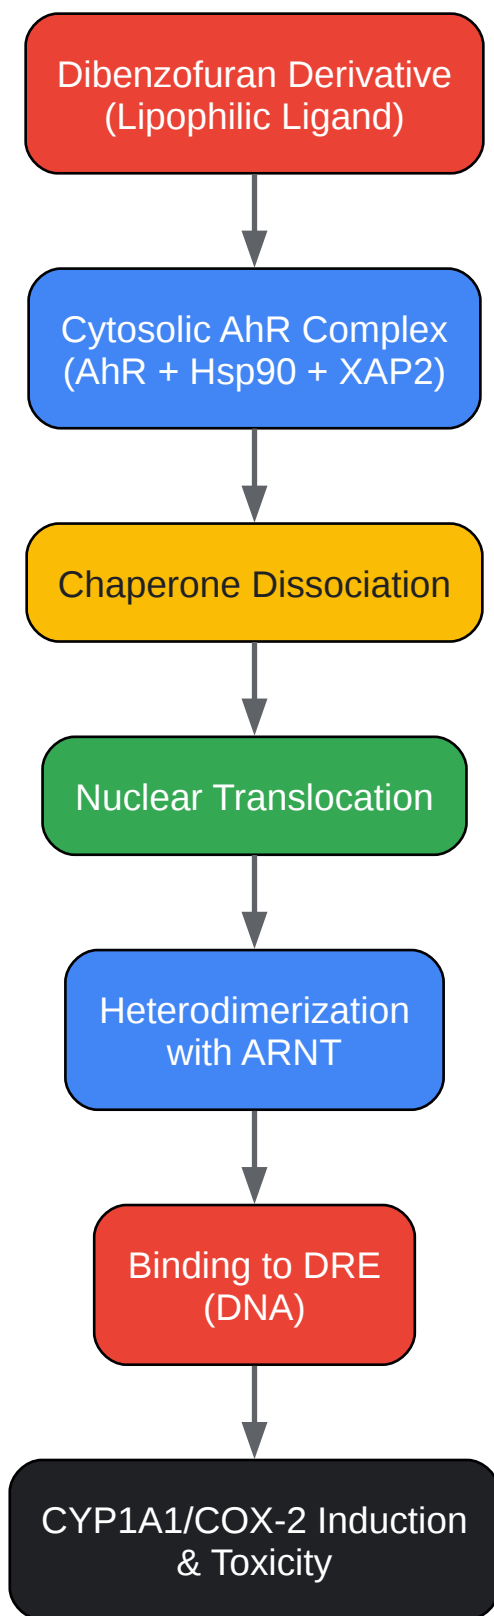 Dibenzofuran Derivative
(Lipophilic Ligand)
Cytosolic AhR Complex
(AhR + Hsp90 + XAP2)
Chaperone Dissociation
Nuclear Translocation
Heterodimerization
with ARNT
Binding to DRE
(DNA)
CYP1A1/COX-2 Induction
& Toxicity